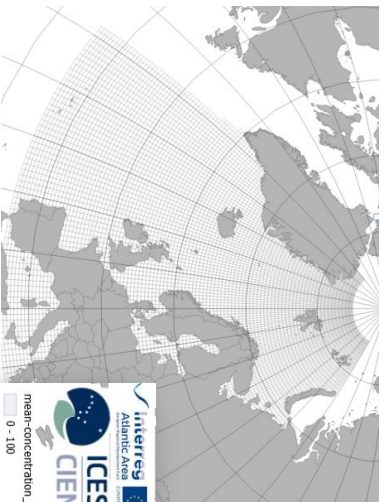 Interreg
Atlantic Area
ICES
CIEM
mean-concentration_
0 - 100